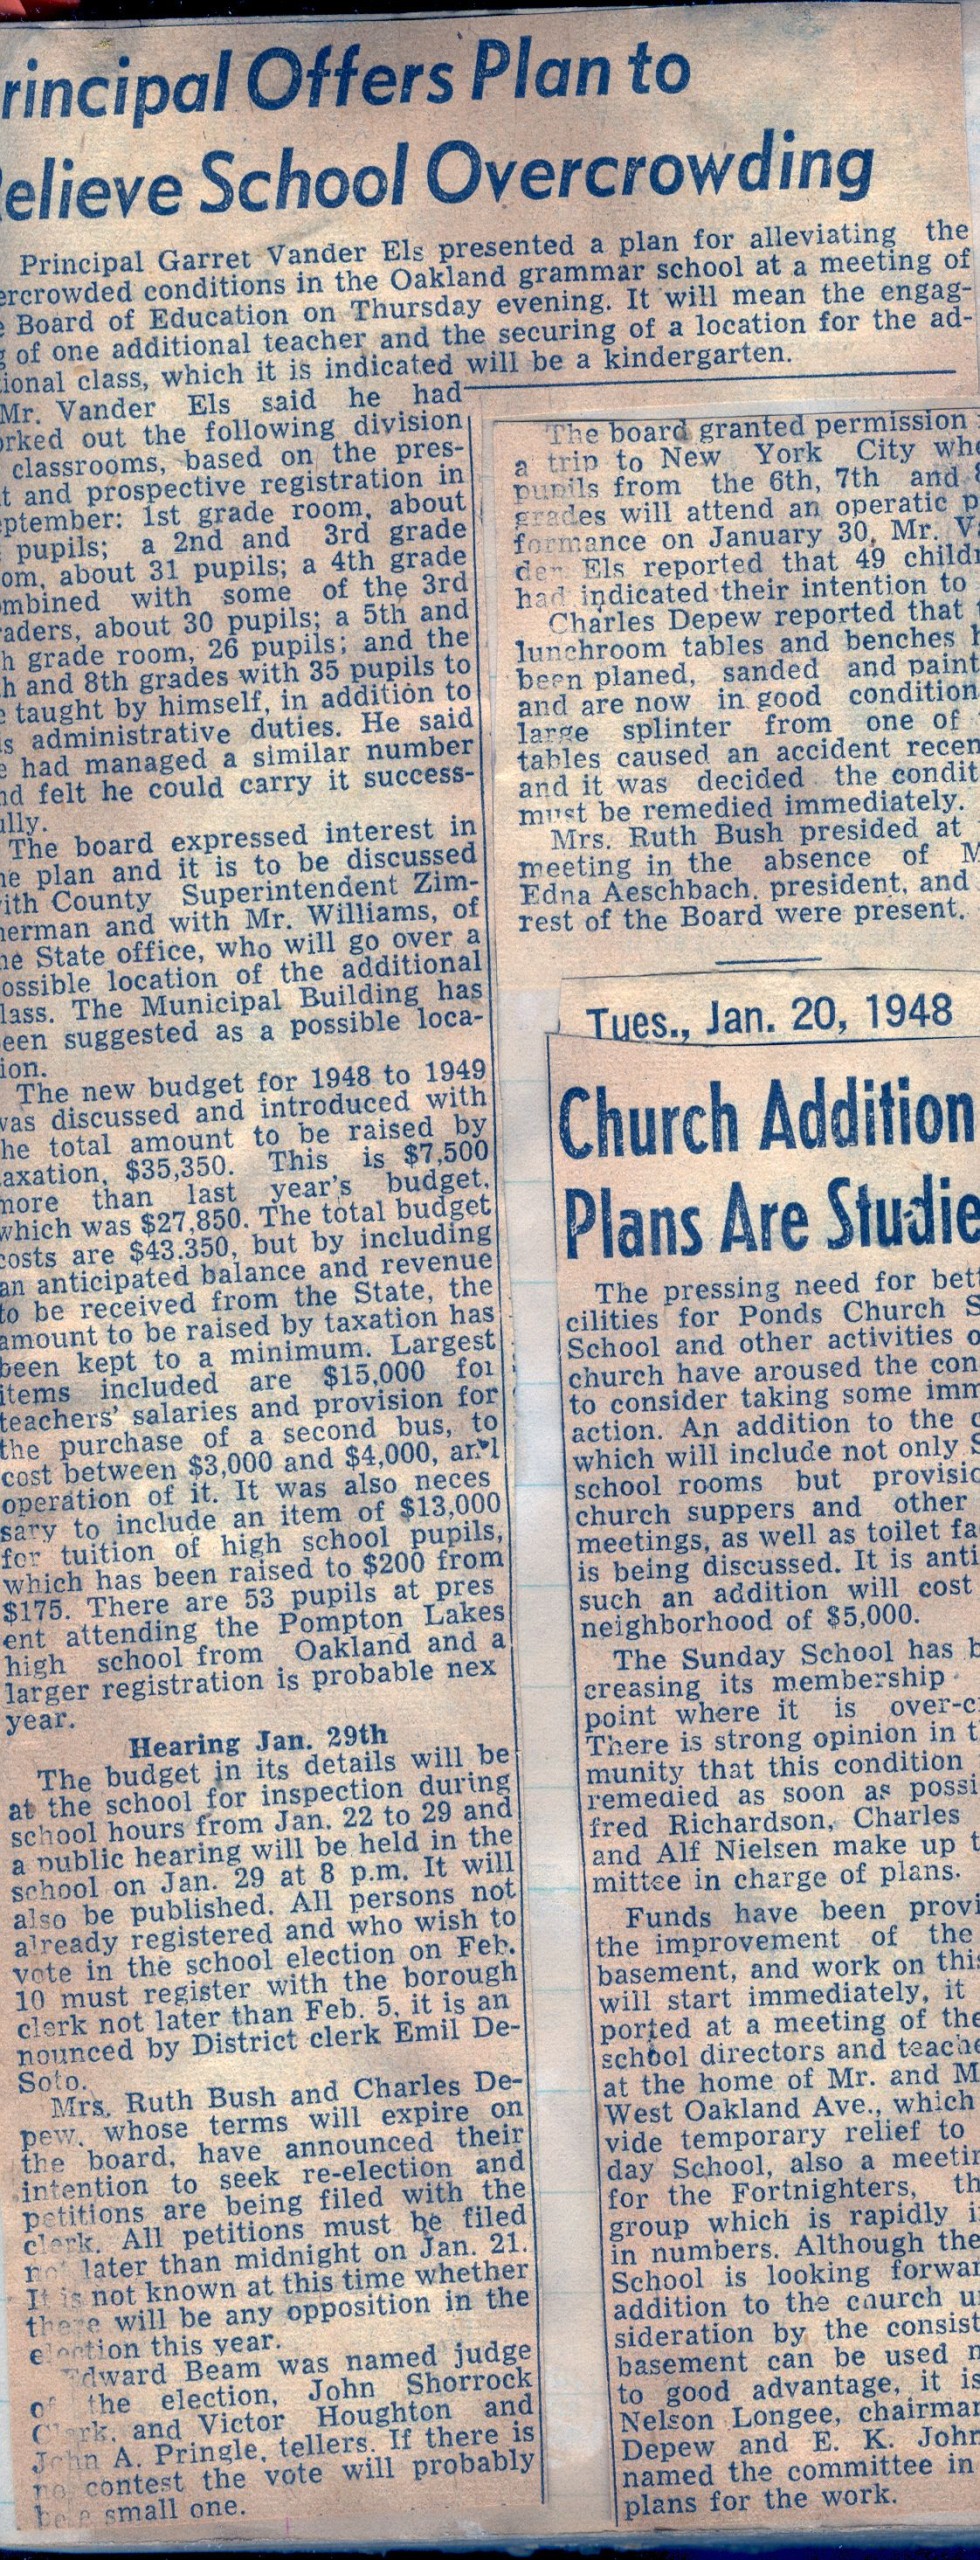 rincipal Offers Plan to
elieve School Overcrowding
Principal Garret Vander Els presented a plan for alleviating the
ercrowded conditions in the Oakland grammar school at a meeting of
e Board of Education on Thursday evening. It will mean the engag-
g of one additional teacher and the securing of a location for the ad-
ional class, which it is indicated will be a kindergarten.
Mr. Vander Els said he had
orked out the following division
classrooms, based on the pres-
t and prospective registration in
eptember: 1st grade room, about
pupils; a 2nd and 3rd grade
om, about 31 pupils; a 4th grade
ombined with some of the 3rd
raders, about 30 pupils; a 5th and
h grade room, 26 pupils; and the
h and 8th grades with 35 pupils to
e taught by himself, in addition to
is administrative duties. He said
e had managed a similar number
nd felt he could carry it success-
ully.
The board expressed interest in
he plan and it is to be discussed
ith County Superintendent Zim-
erman and with Mr. Williams, of
he State office, who will go over a
ossible location of the additional
lass. The Municipal Building has
een suggested as a possible loca-
ion.
The new budget for 1948 to 1949
was discussed and introduced with
he total amount to be raised by
axation, $35,350. This is $7,500
more than last year's budget,
which was $27,850. The total budget
costs are $43.350, but by including
an anticipated balance and revenue
to be received from the State, the
amount to be raised by taxation has
been kept to a minimum. Largest
items included are $15,000 for
teachers' salaries and provision for
the purchase of a second bus, to
cost between $3,000 and $4,000, and
operation of it. It was also neces
sary to include an item of $13,000
for tuition of high school pupils,
which has been raised to $200 from
$175. There are 53 pupils at pres
ent attending the Pompton Lakes
high school from Oakland and a
larger registration is probable nex
year.
Hearing Jan. 29th
The budget in its details will be
at the school for inspection during
school hours from Jan. 22 to 29 and
a public hearing will be held in the
school on Jan. 29 at 8 p.m. It will
also be published. All persons not
already registered and who wish to
vote in the school election on Feb.
10 must register with the borough
clerk not later than Feb. 5, it is an
nounced by District clerk Emil De-
Soto.
Mrs. Ruth Bush and Charles De-
pew, whose terms will expire on
the board, have announced their
intention to seek re-election and
petitions are being filed with the
clerk. All petitions must be filed
not later than midnight on Jan. 21.
It is not known at this time whether
there will be any opposition in the
election this year.
Edward Beam was named judge
of the election, John Shorrock
Clerk, and Victor Houghton and
John A. Pringle, tellers. If there is
no contest the vote will probably
be a small one.
The board granted permission
a trip to New York City whe
pupils from the 6th, 7th and
grades will attend an operatic p
formance on January 30, Mr. V
der Els reported that 49 childr
had indicated their intention to
Charles Depew reported that
lunchroom tables and benches h
been planed, sanded and paint
and are now in good condition
large splinter from one of
tables caused an accident recen
and it was decided the condit
must be remedied immediately.
Mrs. Ruth Bush presided at
meeting in the absence of M
Edna Aeschbach, president, and
rest of the Board were present.
Tues., Jan. 20, 1948
Church Addition
Plans Are Studie
The pressing need for bett
cilities for Ponds Church S
School and other activities o
church have aroused the con
to consider taking some imm
action. An addition to the c
which will include not only S
school rooms but provisio
church suppers and other
meetings, as well as toilet fa
is being discussed. It is anti
such an addition will cost
neighborhood of $5,000.
The Sunday School has b
creasing its membership
point where it is over-c
There is strong opinion in t
munity that this condition
remedied as soon as possi
fred Richardson, Charles
and Alf Nielsen make up t
mittee in charge of plans.
Funds have been provi
the improvement of the
basement, and work on this
will start immediately, it
ported at a meeting of the
school directors and teache
at the home of Mr. and M
West Oakland Ave., which
vide temporary relief to
day School, also a meetin
for the Fortnighters, th
group which is rapidly i
in numbers. Although the
School is looking forwar
addition to the church u
sideration by the consist
basement can be used n
to good advantage, it is
Nelson Longee, chairman
Depew and E. K. John
named the committee in
plans for the work.